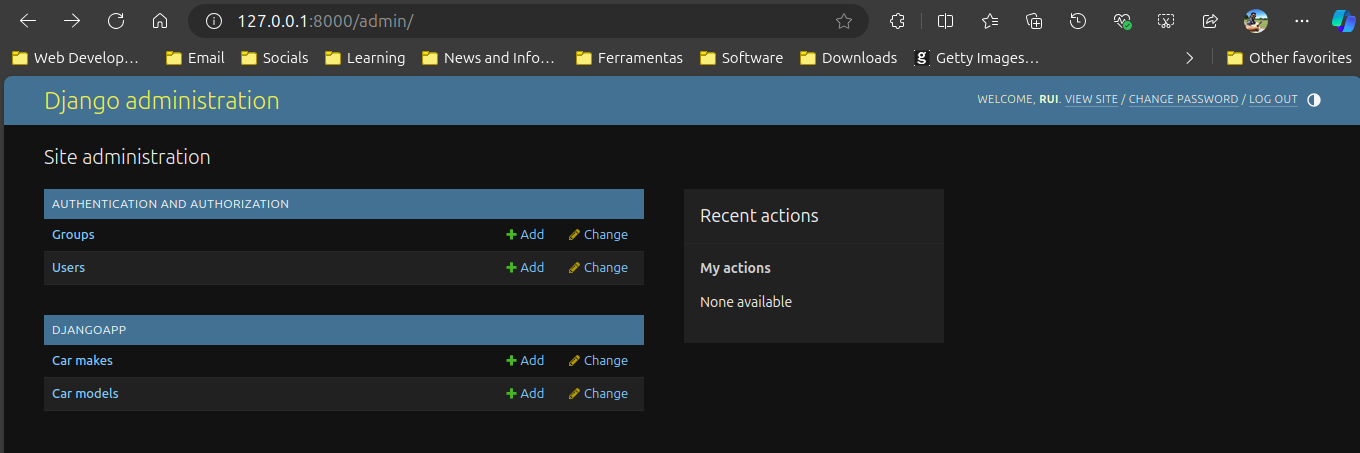 127.0.0.1:8000/admin/
Web Develop... Email Socials Learning News and Info... Ferramentas Software Downloads g Getty Images... Other favorites
Django administration
WELCOME, RUI. VIEW SITE / CHANGE PASSWORD / LOG OUT
Site administration
AUTHENTICATION AND AUTHORIZATION
Groups Add Change
Users Add Change
DJANGOAPP
Car makes Add Change
Car models Add Change
Recent actions
My actions
None available